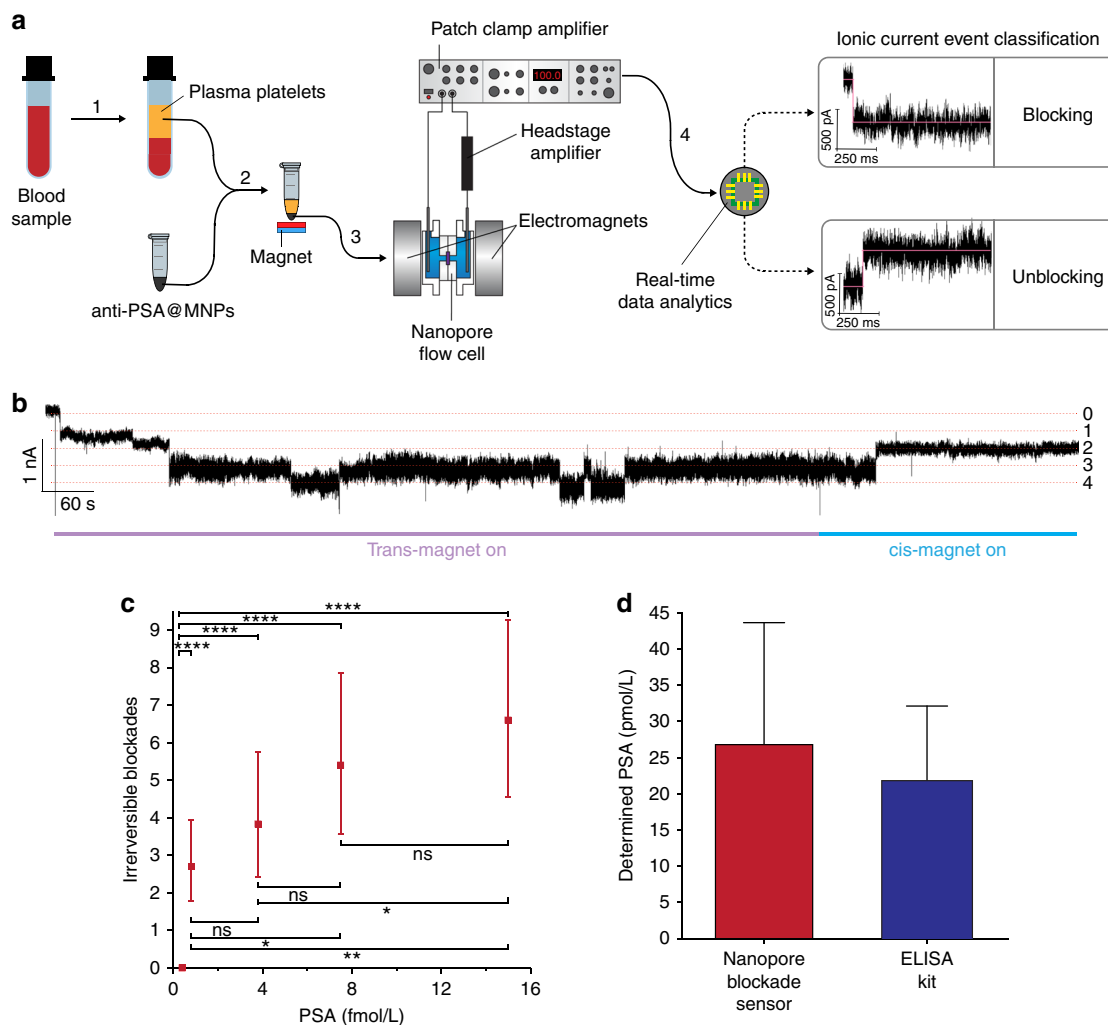 a
Patch clamp amplifier
Ionic current event classification
100.0
1
Plasma platelets
4
500 pA
250 ms
Blocking
Headstage
amplifier
2
Blood
sample
Electromagnets
3
Magnet
Real-time
data analytics
500 pA
250 ms
Unblocking
anti-PSA@MNPs
Nanopore
flow cell
b
0
1
2
3
4
1 nA
60 s
Trans-magnet on
cis-magnet on
c
****
****
****
****
9
8
7
6
5
4
3
2
1
0
Irrerversible blockades
ns
ns
*
ns
*
**
0
4
8
12
16
PSA (fmol/L)
d
45
40
35
30
25
20
15
10
5
0
Determined PSA (pmol/L)
Nanopore
blockade
sensor
ELISA
kit